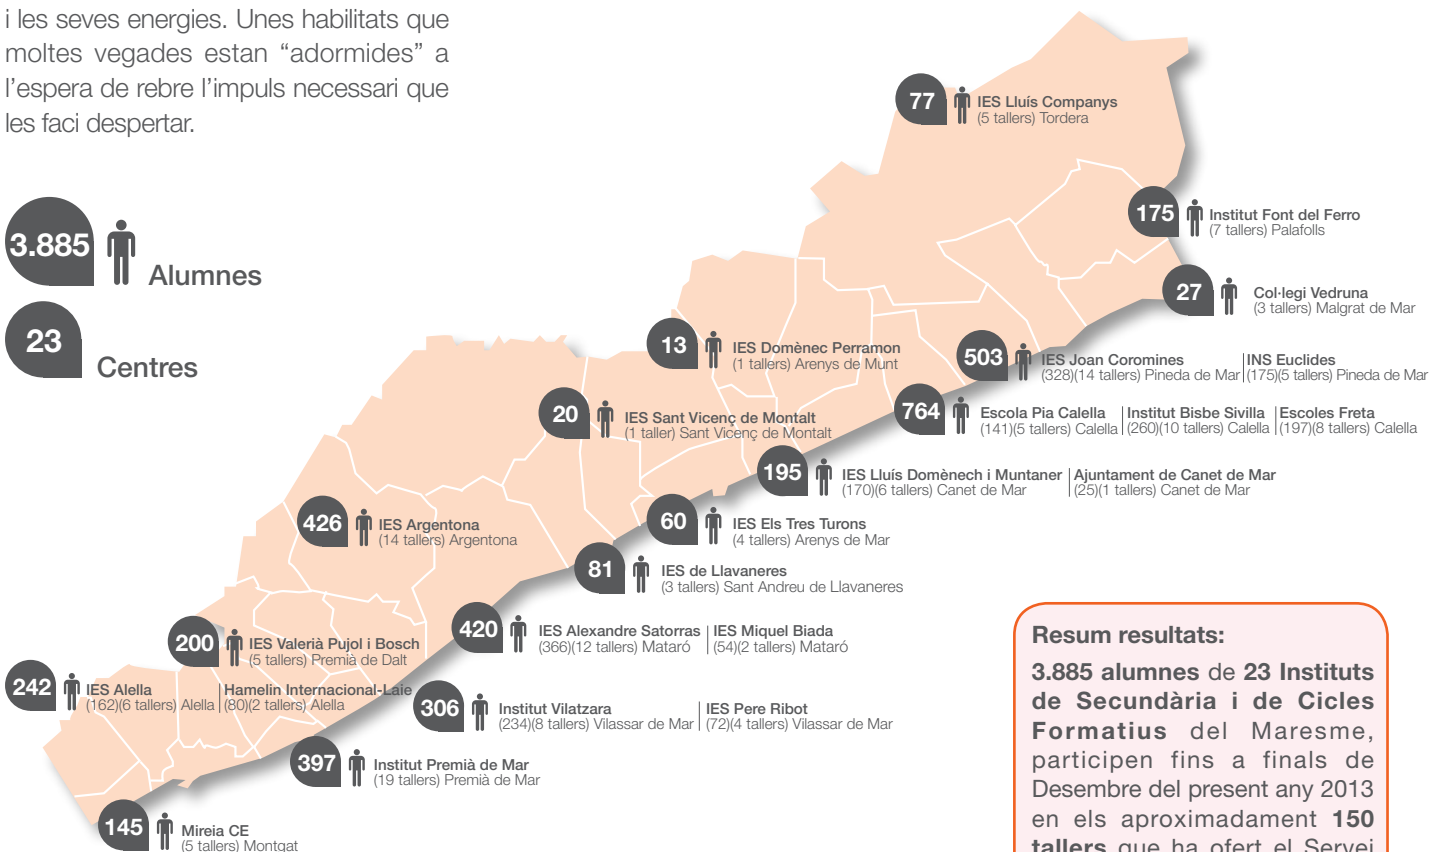 i les seves energies. Unes habilitats que
moltes vegades estan “adormides” a
l’espera de rebre l’impuls necessari que
les faci despertar.
3.885
Alumnes
23
Centres
77
IES Lluís Companys
(5 tallers) Tordera
175
Institut Font del Ferro
(7 tallers) Palafolls
27
Col·legi Vedruna
(3 tallers) Malgrat de Mar
13
IES Domènec Perramon
(1 tallers) Arenys de Munt
503
IES Joan Coromines
(328)(14 tallers) Pineda de Mar
INS Euclides
(175)(5 tallers) Pineda de Mar
20
IES Sant Vicenç de Montalt
(1 taller) Sant Vicenç de Montalt
764
Escola Pia Calella
(141)(5 tallers) Calella
Institut Bisbe Sivilla
(260)(10 tallers) Calella
Escoles Freta
(197)(8 tallers) Calella
195
IES Lluís Domènech i Muntaner
(170)(6 tallers) Canet de Mar
Ajuntament de Canet de Mar
(25)(1 tallers) Canet de Mar
426
IES Argentona
(14 tallers) Argentona
60
IES Els Tres Turons
(4 tallers) Arenys de Mar
81
IES de Llavaneres
(3 tallers) Sant Andreu de Llavaneres
200
IES Valerià Pujol i Bosch
(5 tallers) Premià de Dalt
420
IES Alexandre Satorras
(366)(12 tallers) Mataró
IES Miquel Biada
(54)(2 tallers) Mataró
242
IES Alella
(162)(6 tallers) Alella
Hamelin Internacional-Laie
(80)(2 tallers) Alella
306
Institut Vilatzara
(234)(8 tallers) Vilassar de Mar
IES Pere Ribot
(72)(4 tallers) Vilassar de Mar
397
Institut Premià de Mar
(19 tallers) Premià de Mar
145
Mireia CE
(5 tallers) Montgat
Resum resultats:
3.885 alumnes de 23 Instituts
de Secundària i de Cicles
Formatius del Maresme,
participen fins a finals de
Desembre del present any 2013
en els aproximadament 150
tallers que ha ofert el Servei